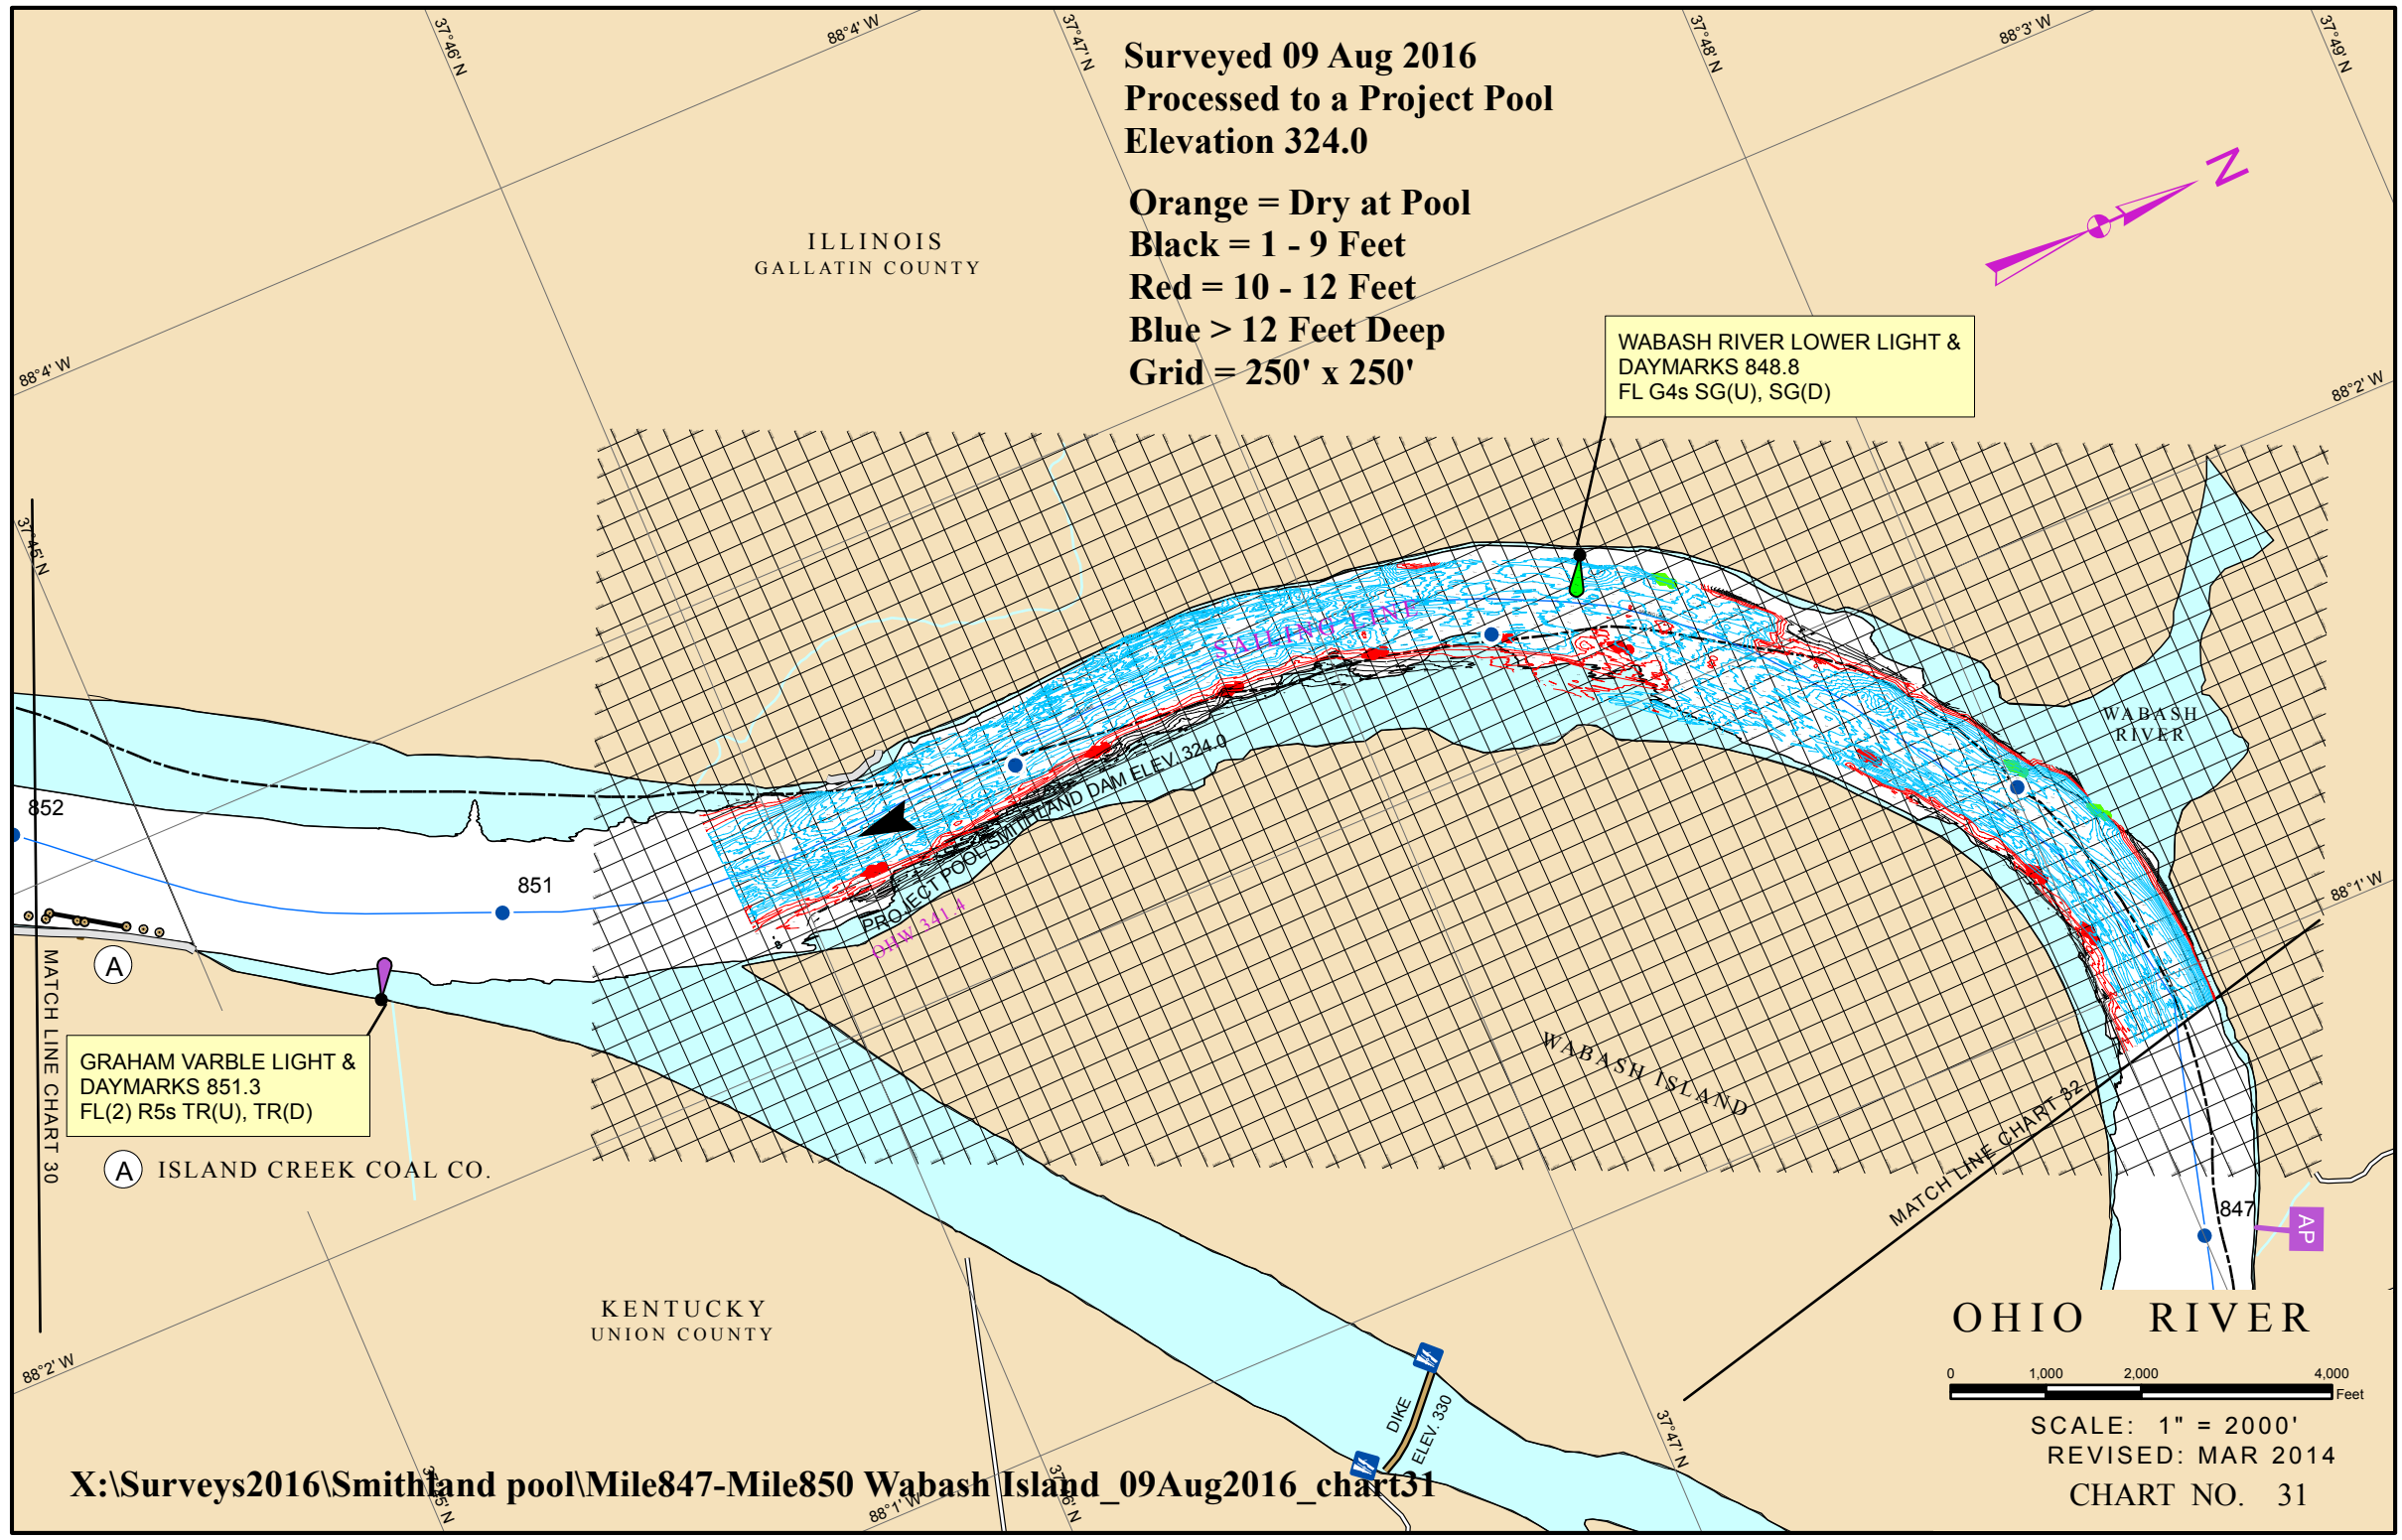 37°46' N
88°4' W
37°47' N
37°48' N
88°3' W
37°49' N
Surveyed 09 Aug 2016
Processed to a Project Pool
Elevation 324.0
Orange = Dry at Pool
Black = 1 - 9 Feet
Red = 10 - 12 Feet
Blue > 12 Feet Deep
Grid = 250' x 250'
N
ILLINOIS
GALLATIN COUNTY
WABASH RIVER LOWER LIGHT &
DAYMARKS 848.8
FL G4s SG(U), SG(D)
88°4' W
88°2' W
37°45' N
SAILING LINE
WABASH
RIVER
852
851
PROJECT POOL SMITHLAND DAM ELEV. 324.0
OHW 341.4
88°1' W
A
MATCH LINE CHART 30
GRAHAM VARBLE LIGHT &
DAYMARKS 851.3
FL(2) R5s TR(U), TR(D)
A ISLAND CREEK COAL CO.
WABASH ISLAND
MATCH LINE CHART 32
847
AP
KENTUCKY
UNION COUNTY
88°2' W
DIKE
ELEV. 330
37°47' N
OHIO RIVER
0 1,000 2,000 4,000
Feet
SCALE: 1" = 2000'
REVISED: MAR 2014
CHART NO. 31
X:\Surveys2016\Smithland pool\Mile847-Mile850 Wabash Island_09Aug2016_chart31
37°45' N
88°1' W
37°46' N